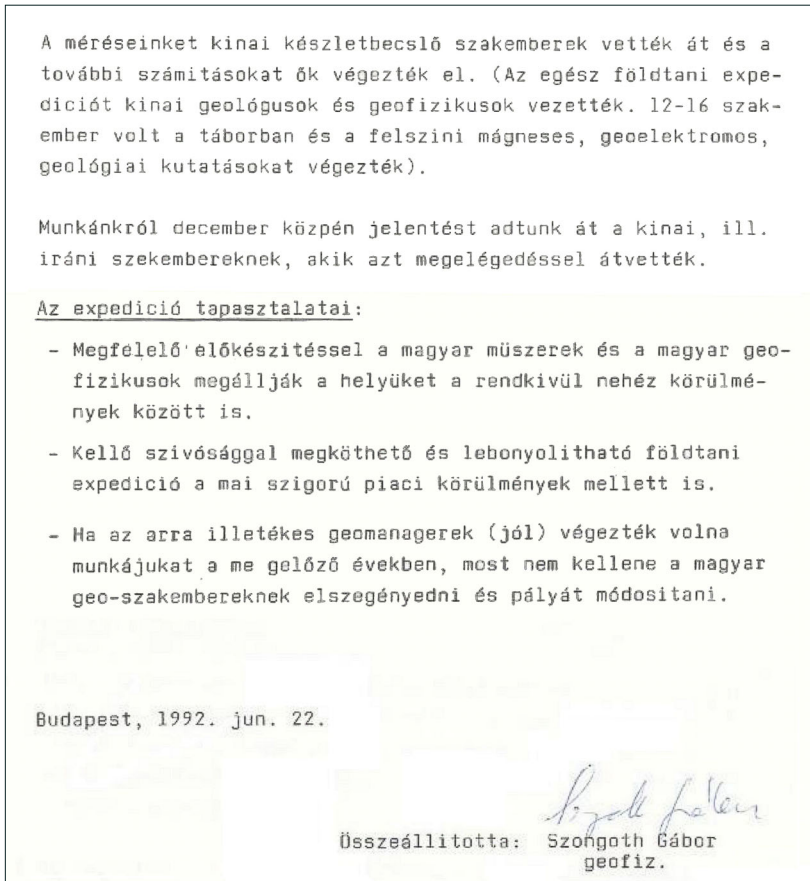 A méréseinket kinai készletbecslő szakemberek vették át és a
további számitásokat ők végezték el. (Az egész földtani expe-
diciót kinai geológusok és geofizikusok vezették. 12-16 szak-
ember volt a táborban és a felszini mágneses, geoelektromos,
geológiai kutatásokat végezték).
Munkánkról december közpén jelentést adtunk át a kinai, ill.
iráni szekembereknek, akik azt megelégedéssel átvették.
Az expedició tapasztalatai:
- Megfelelő előkészitéssel a magyar müszerek és a magyar geo-
fizikusok megállják a helyüket a rendkivül nehéz körülmé-
nyek között is.
- Kellő szivósággal megköthető és lebonyolitható földtani
expedició a mai szigorú piaci körülmények mellett is.
- Ha az arra illetékes geomanagerek (jól) végezték volna
munkájukat a me gelőző években, most nem kellene a magyar
geo-szakembereknek elszegényedni és pályát módositani.
Budapest, 1992. jun. 22.
Összeállitotta: Szongoth Gábor
geofiz.